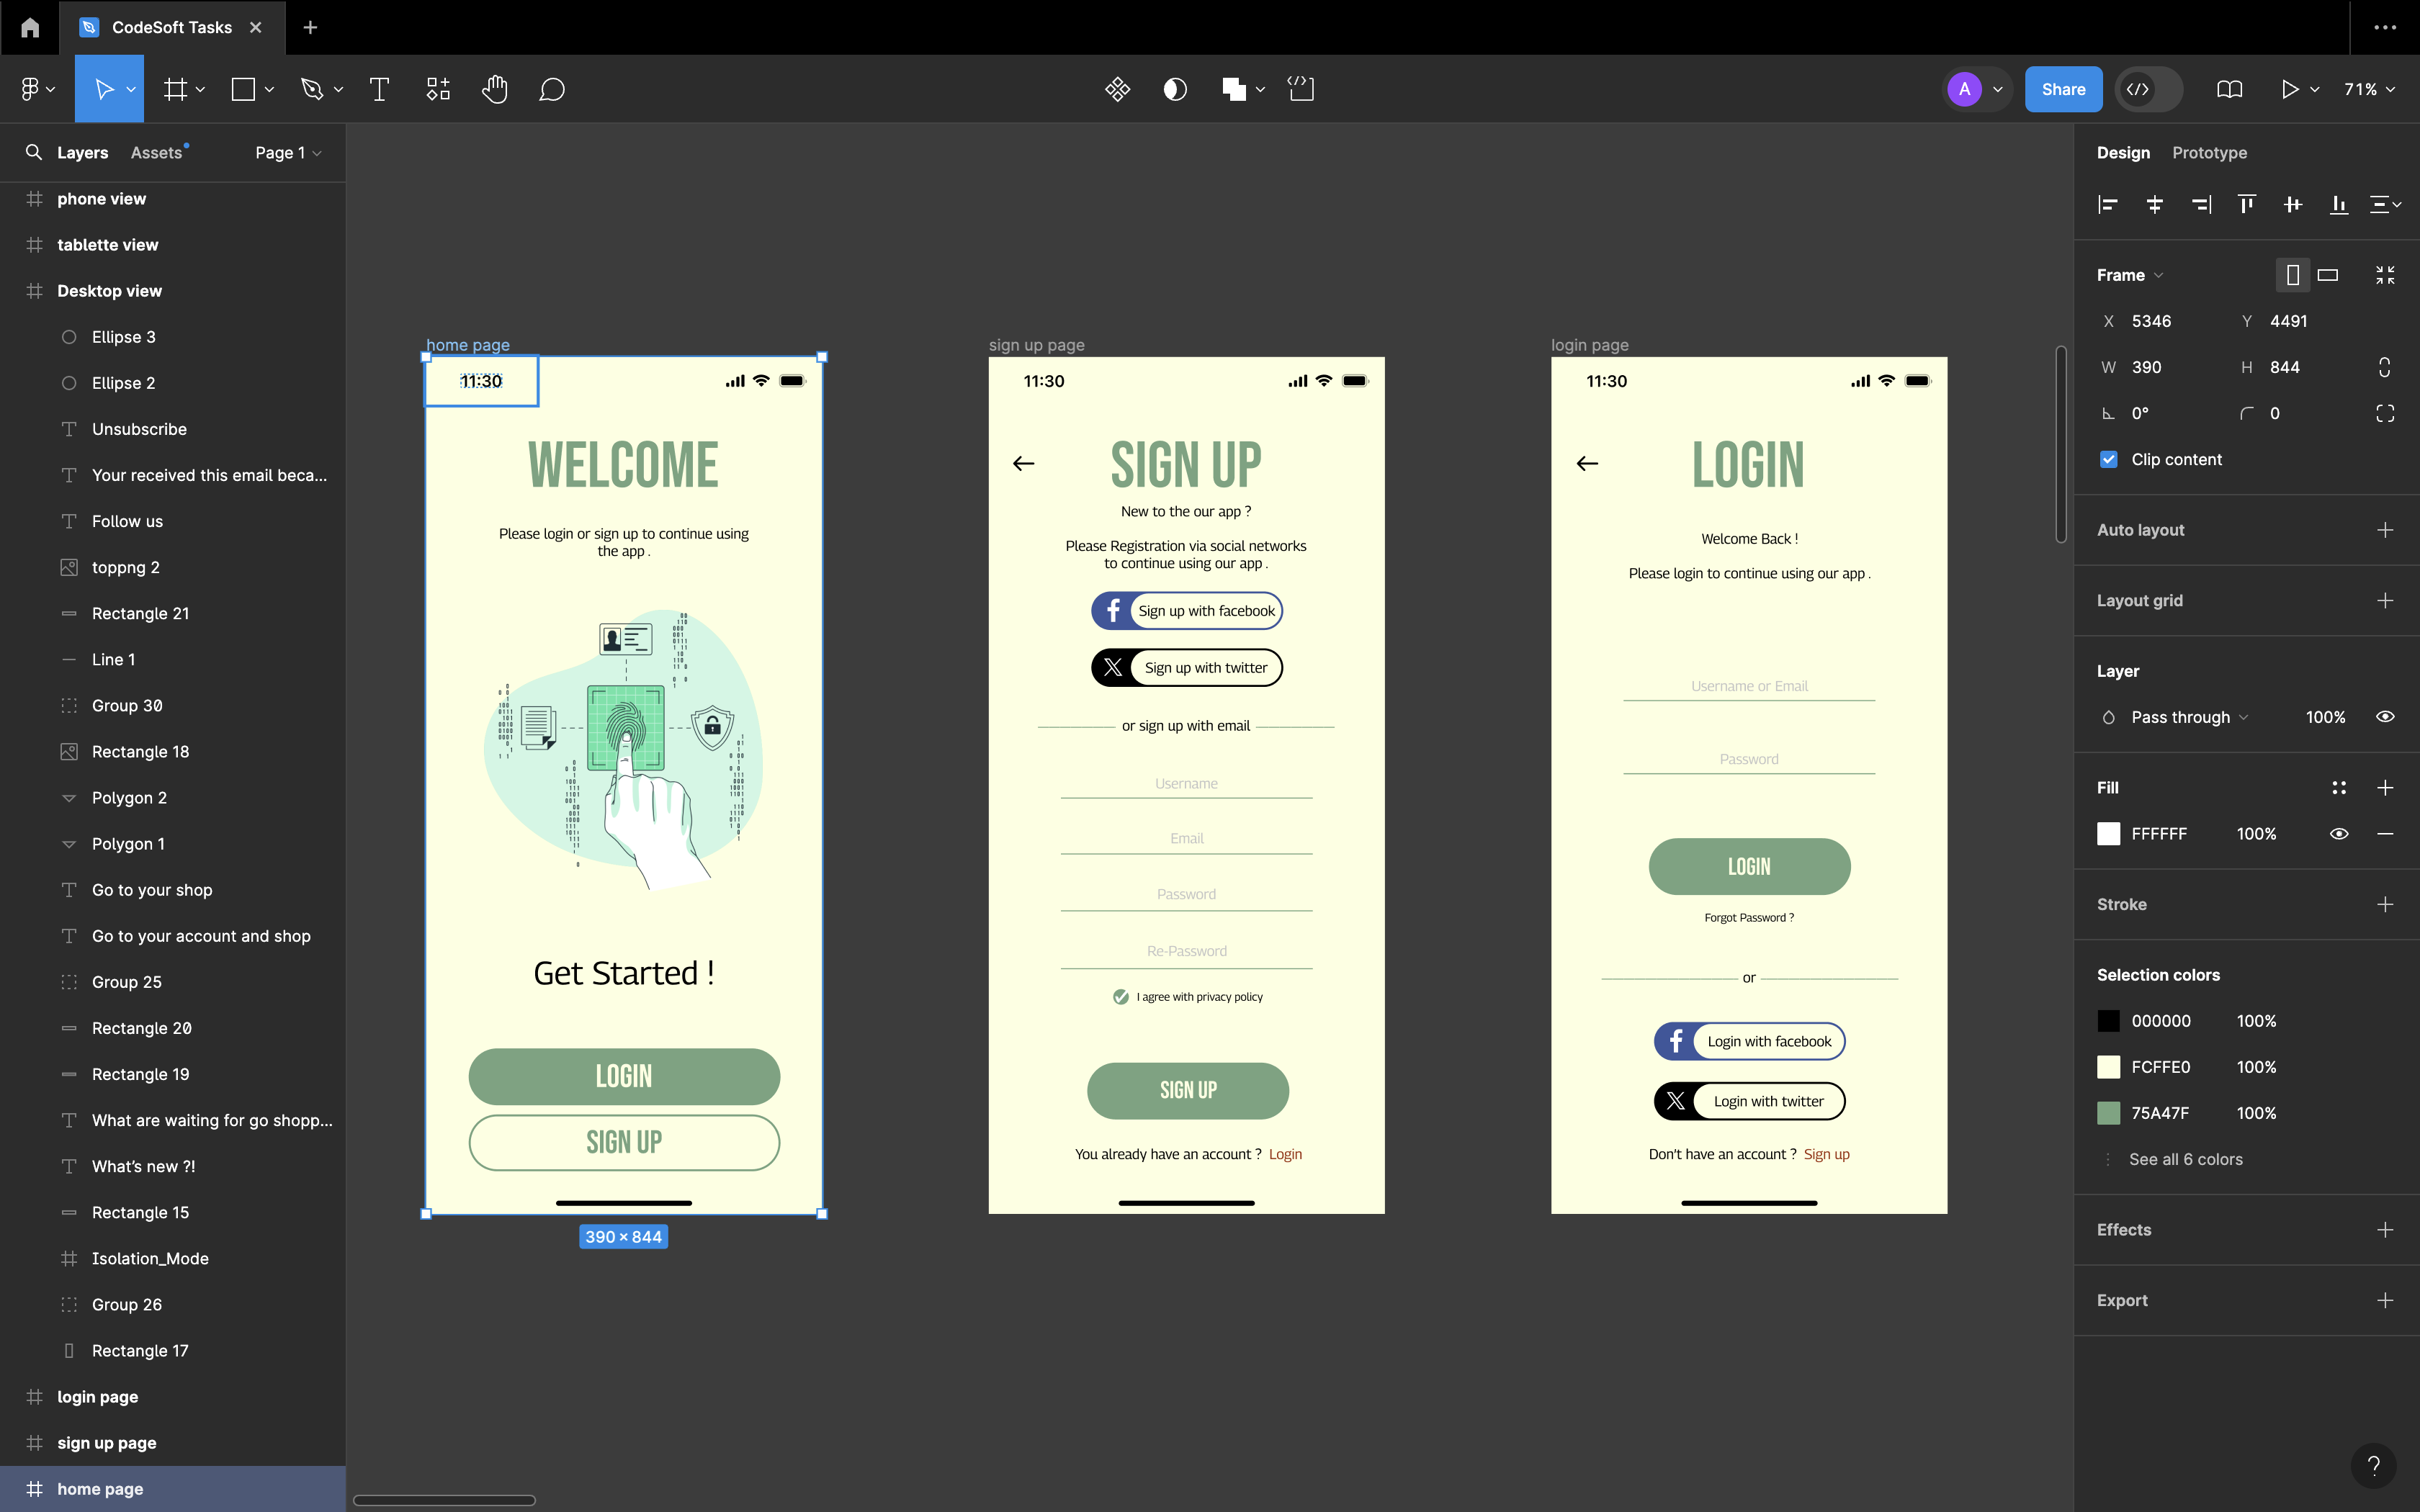 CodeSoft Tasks
A
Share
71%
Layers
Assets
Page 1
phone view
tablette view
Desktop view
Ellipse 3
Ellipse 2
Unsubscribe
Your received this email beca...
Follow us
toppng 2
Rectangle 21
Line 1
Group 30
Rectangle 18
Polygon 2
Polygon 1
Go to your shop
Go to your account and shop
Group 25
Rectangle 20
Rectangle 19
What are waiting for go shopp...
What's new ?!
Rectangle 15
Isolation_Mode
Group 26
Rectangle 17
login page
sign up page
home page
home page
11:30
WELCOME
Please login or sign up to continue using
the app .
Get Started !
LOGIN
SIGN UP
390 × 844
sign up page
11:30
SIGN UP
New to the our app ?
Please Registration via social networks
to continue using our app .
f Sign up with facebook
X Sign up with twitter
or sign up with email
Username
Email
Password
Re-Password
I agree with privacy policy
SIGN UP
You already have an account ? Login
login page
11:30
LOGIN
Welcome Back !
Please login to continue using our app .
Username or Email
Password
LOGIN
Forgot Password ?
or
f Login with facebook
X Login with twitter
Don't have an account ? Sign up
Design
Prototype
Frame
X 5346
Y 4491
W 390
H 844
0°
0
Clip content
Auto layout
Layout grid
Layer
Pass through 100%
Fill
FFFFFF 100%
Stroke
Selection colors
000000 100%
FCFFE0 100%
75A47F 100%
See all 6 colors
Effects
Export
?